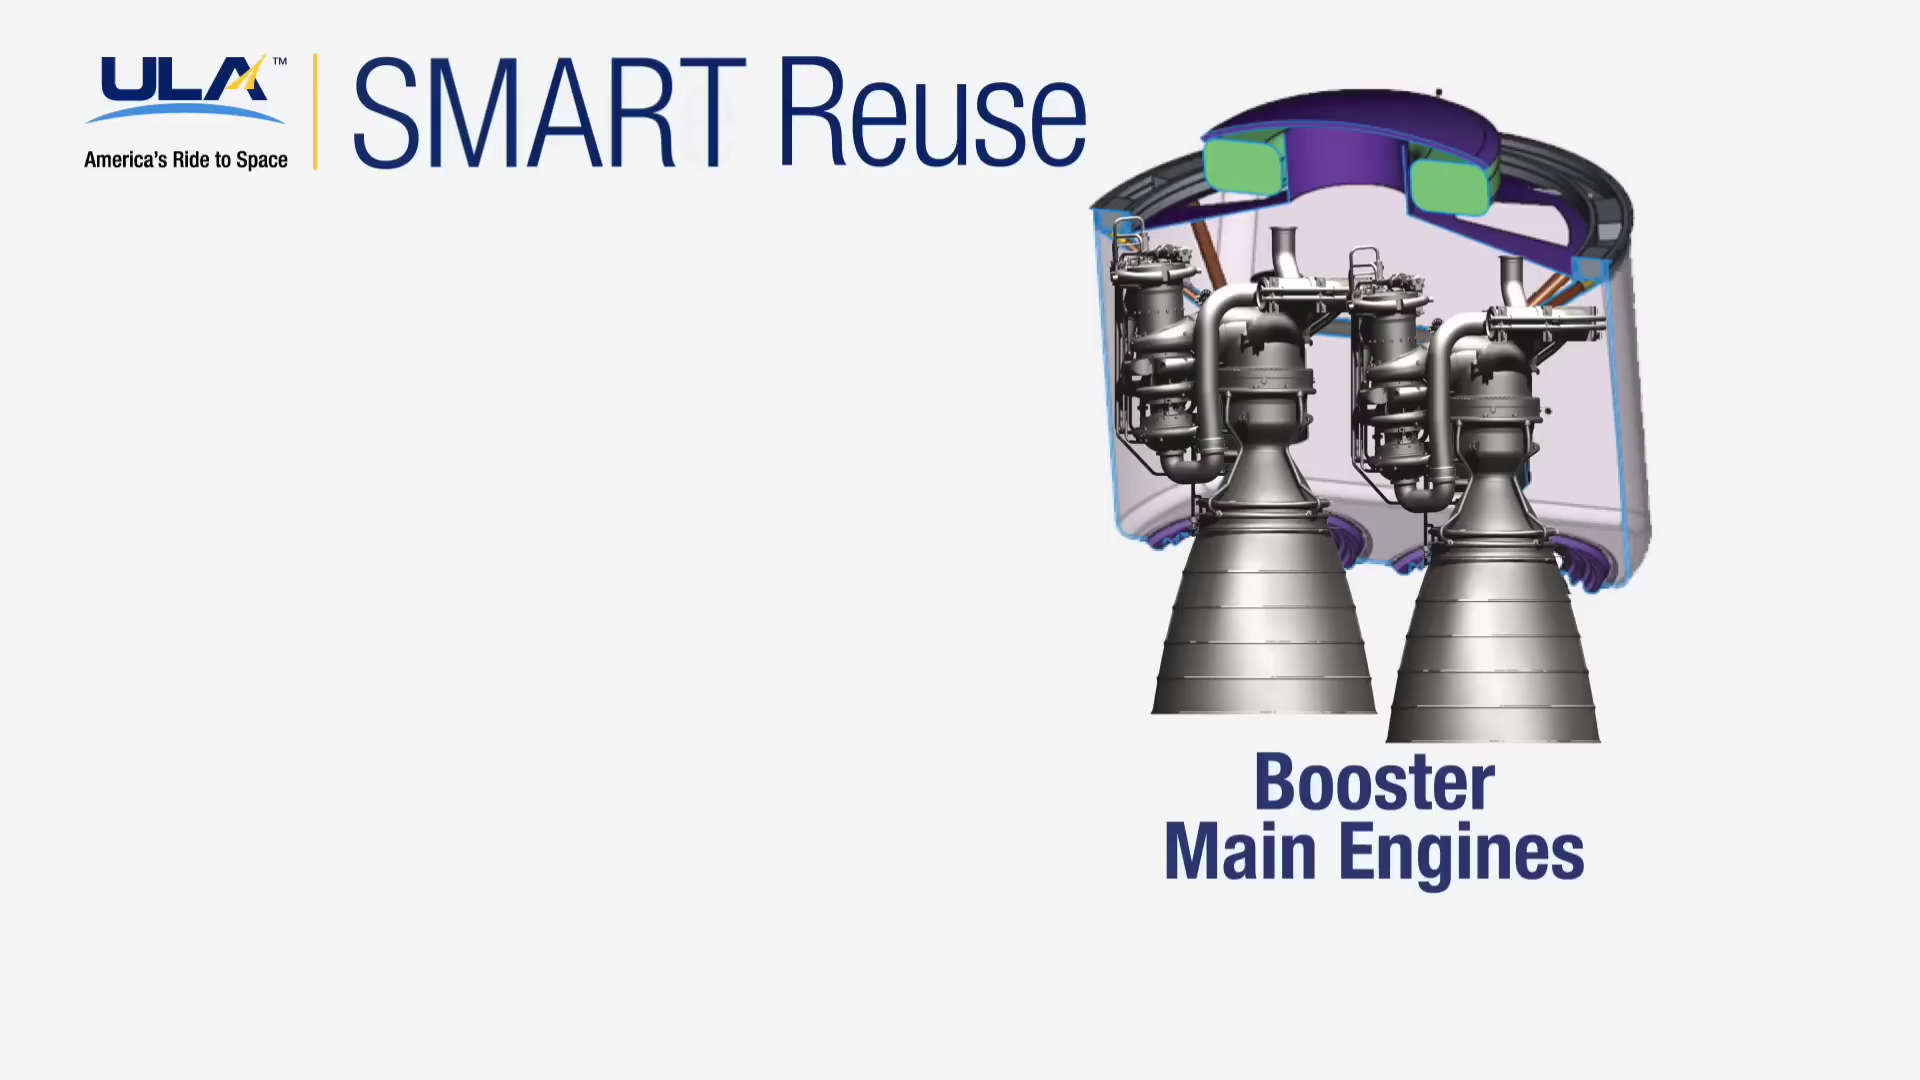 ULA™
America's Ride to Space
SMART Reuse
Booster
Main Engines